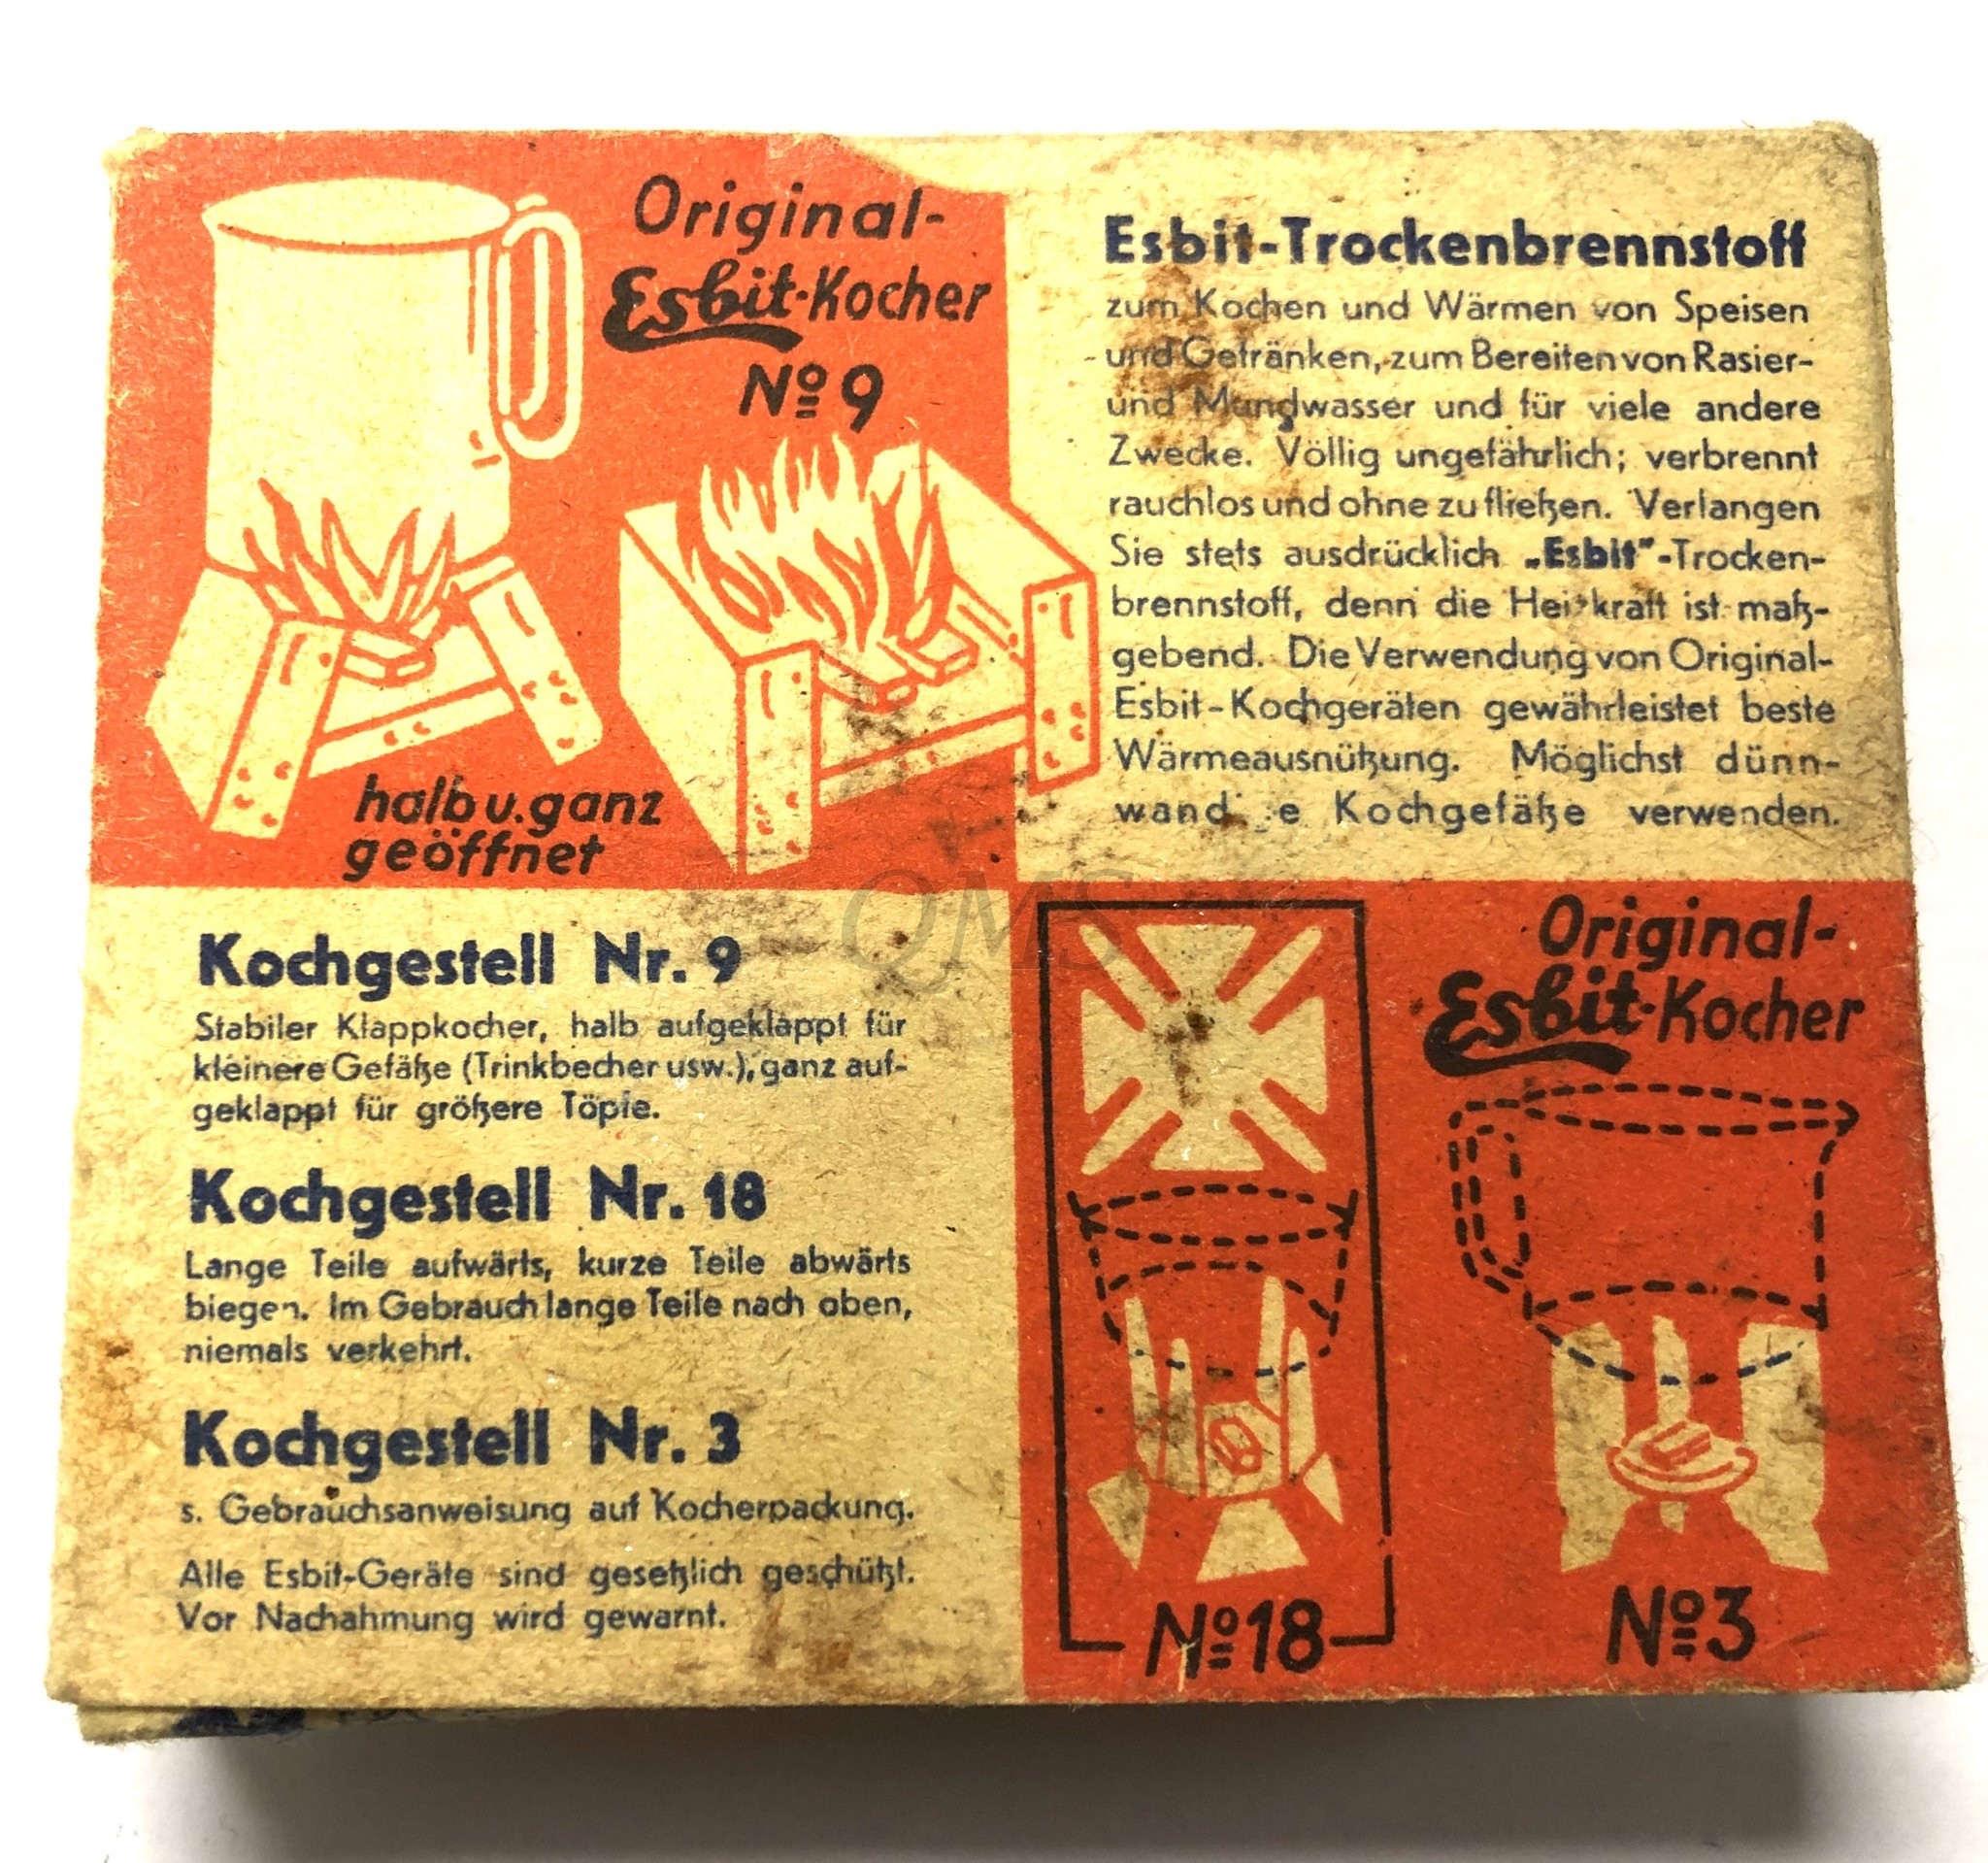 Original-
Esbit-Kocher
Nº 9
halb u. ganz
geöffnet
Esbit-Trockenbrennstoff
zum Kochen und Wärmen von Speisen
und Getränken, zum Bereiten von Rasier-
und Mundwasser und für viele andere
Zwecke. Völlig ungefährlich; verbrennt
rauchlos und ohne zu fließen. Verlangen
Sie stets ausdrücklich „Esbit"-Trocken-
brennstoff, denn die Heizkraft ist maß-
gebend. Die Verwendung von Original-
Esbit-Kochgeräten gewährleistet beste
Wärmeausnützung. Möglichst dünn-
wandige Kochgefäße verwenden.
QMS
Kochgestell Nr. 9
Stabiler Klappkocher, halb aufgeklappt für
kleinere Gefäße (Trinkbecher usw.), ganz auf-
geklappt für größere Töpfe.
Kochgestell Nr. 18
Lange Teile aufwärts, kurze Teile abwärts
biegen. Im Gebrauch lange Teile nach oben,
niemals verkehrt.
Kochgestell Nr. 3
s. Gebrauchsanweisung auf Kocherpackung.
Alle Esbit-Geräte sind gesetzlich geschützt.
Vor Nachahmung wird gewarnt.
Original-
Esbit-Kocher
Nº 18
Nº 3